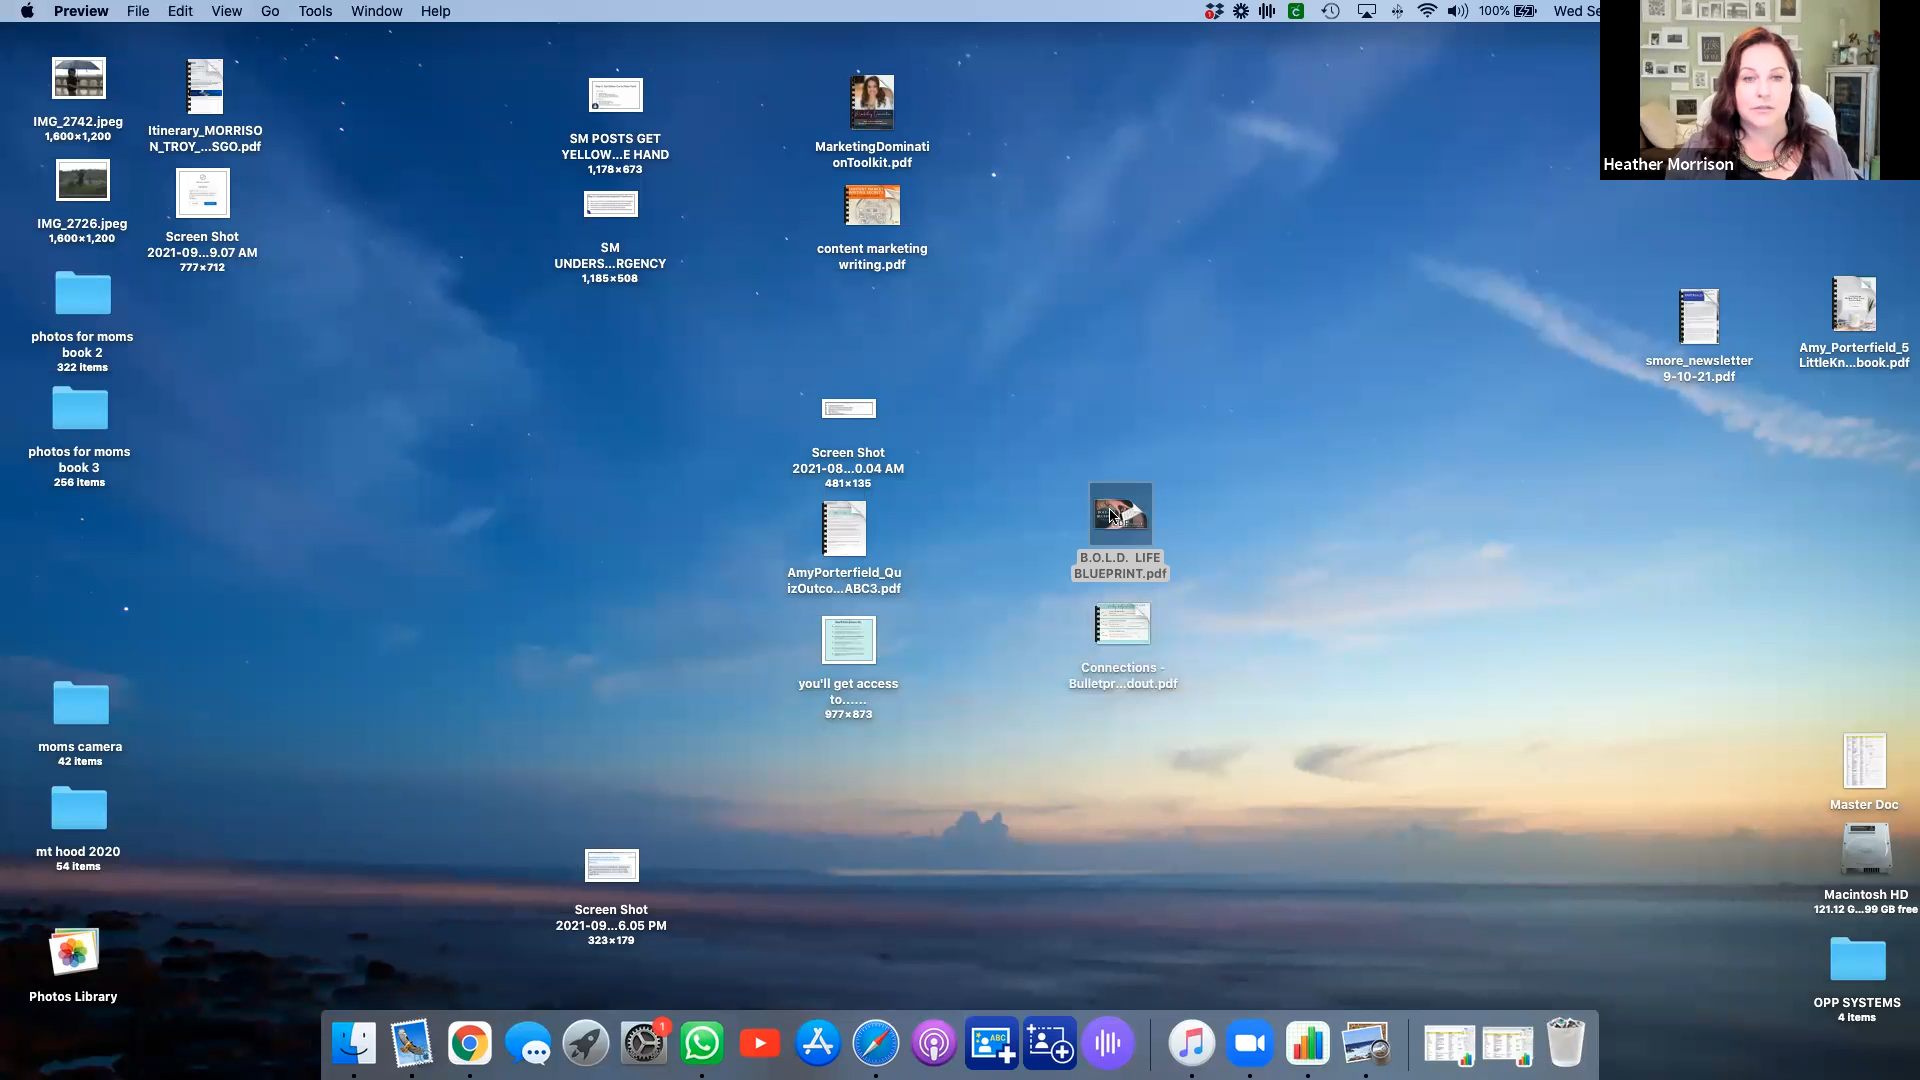 Preview File Edit View Go Tools Window Help
100%
Wed Se
Heather Morrison
IMG_2742.jpeg
1,600×1,200
Itinerary_MORRISO
N_TROY_...SGO.pdf
SM POSTS GET
YELLOW...E HAND
1,178×673
MarketingDominati
onToolkit.pdf
IMG_2726.jpeg
1,600×1,200
Screen Shot
2021-09...9.07 AM
777×712
SM
UNDERS...RGENCY
1,185×508
content marketing
writing.pdf
photos for moms
book 2
322 items
smore_newsletter
9-10-21.pdf
Amy_Porterfield_5
LittleKn...book.pdf
photos for moms
book 3
256 items
Screen Shot
2021-08...0.04 AM
481×135
AmyPorterfield_Qu
izOutco...ABC3.pdf
B.O.L.D. LIFE
BLUEPRINT.pdf
you'll get access
to......
977×873
Connections -
Bulletpr...dout.pdf
moms camera
42 items
Master Doc
mt hood 2020
54 items
Screen Shot
2021-09...6.05 PM
323×179
Macintosh HD
121.12 G...99 GB free
Photos Library
OPP SYSTEMS
4 items
1
ABC